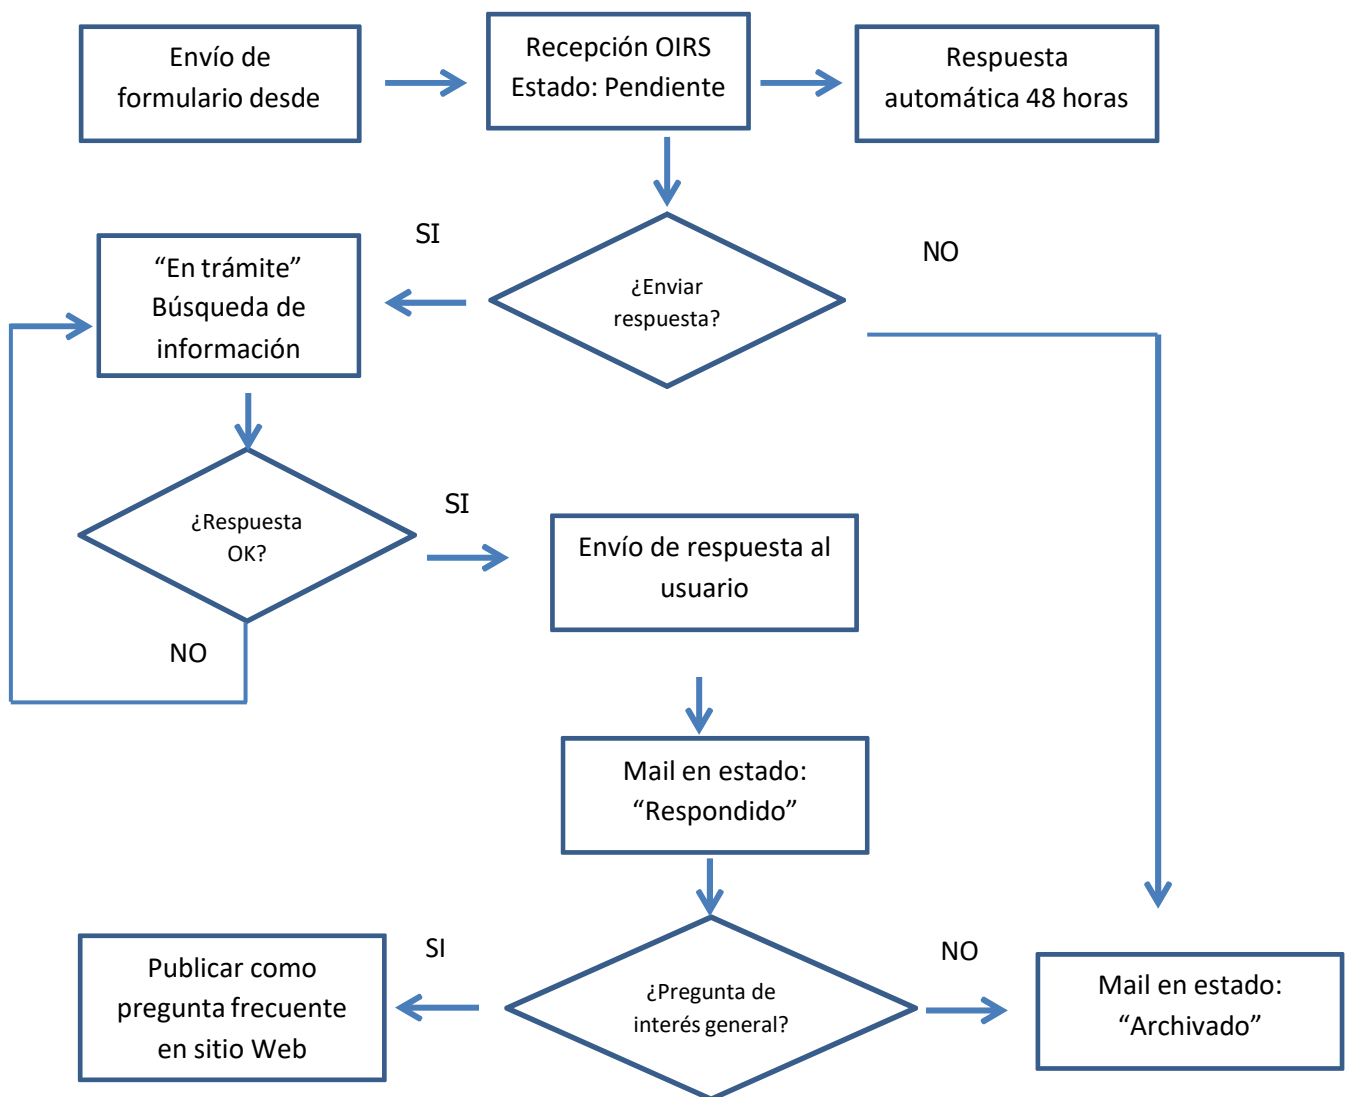 Envío de
formulario desde
Recepción OIRS
Estado: Pendiente
Respuesta
automática 48 horas
SI
NO
“En trámite”
Búsqueda de
información
¿Enviar
respuesta?
¿Respuesta
OK?
SI
NO
Envío de respuesta al
usuario
Mail en estado:
“Respondido”
SI
NO
Publicar como
pregunta frecuente
en sitio Web
¿Pregunta de
interés general?
Mail en estado:
“Archivado”